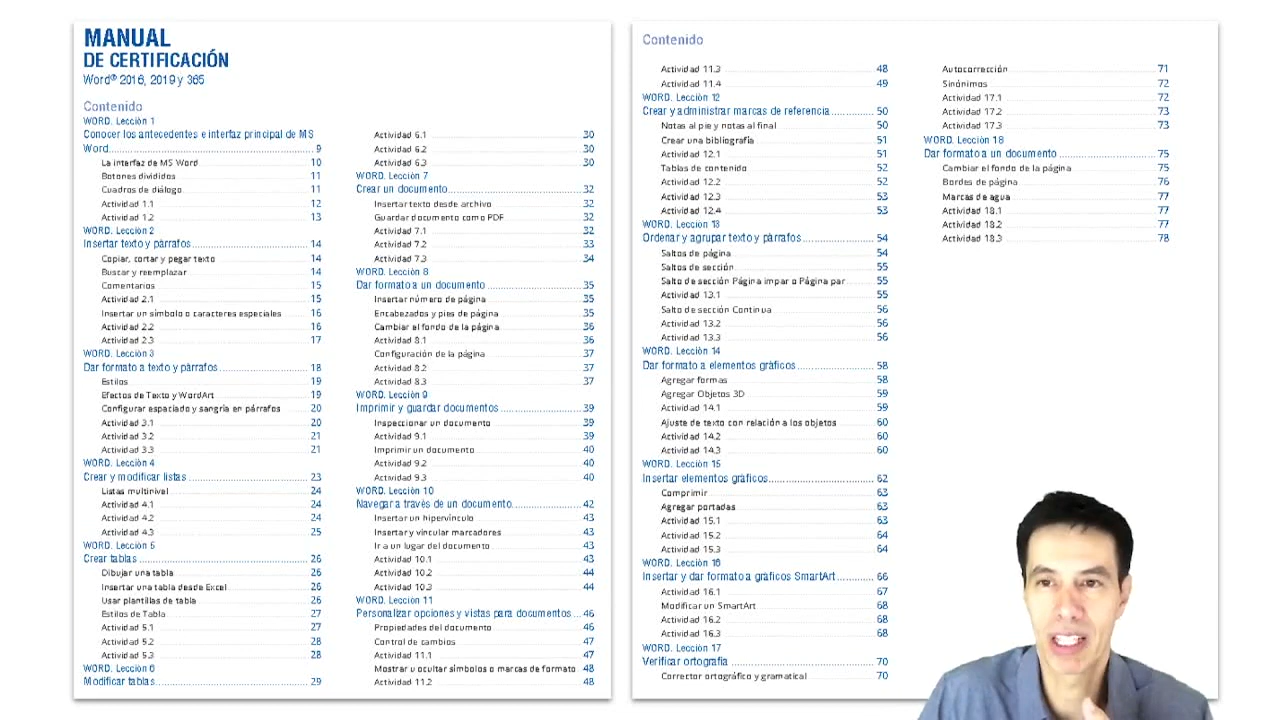 MANUAL
DE CERTIFICACIÓN
Word® 2016, 2019 y 365
Contenido
WORD. Lección 1
Conocer los antecedentes e interfaz principal de MS
Word 9
La interfaz de MS Word 10
Botones divididos 11
Cuadros de diálogo 11
Actividad 1.1 12
Actividad 1.2 13
WORD. Lección 2
Insertar texto y párrafos 14
Copiar, cortar y pegar texto 14
Buscar y reemplazar 14
Comentarios 15
Actividad 2.1 15
Insertar un símbolo o caracteres especiales 16
Actividad 2.2 16
Actividad 2.3 17
WORD. Lección 3
Dar formato a texto y párrafos 18
Estilos 19
Efectos de Texto y WordArt 19
Configurar espaciado y sangría en párrafos 20
Actividad 3.1 20
Actividad 3.2 21
Actividad 3.3 21
WORD. Lección 4
Crear y modificar listas 23
Listas multinivel 24
Actividad 4.1 24
Actividad 4.2 24
Actividad 4.3 25
WORD. Lección 5
Crear tablas 26
Dibujar una tabla 26
Insertar una tabla desde Excel 26
Usar plantillas de tabla 26
Estilos de Tabla 27
Actividad 5.1 27
Actividad 5.2 28
Actividad 5.3 28
WORD. Lección 6
Modificar tablas 29
Actividad 6.1 30
Actividad 6.2 30
Actividad 6.3 30
WORD. Lección 7
Crear un documento 32
Insertar texto desde archivo 32
Guardar documento como PDF 32
Actividad 7.1 32
Actividad 7.2 33
Actividad 7.3 34
WORD. Lección 8
Dar formato a un documento 35
Insertar número de página 35
Encabezados y pies de página 35
Cambiar el fondo de la página 36
Actividad 8.1 36
Configuración de la página 37
Actividad 8.2 37
Actividad 8.3 37
WORD. Lección 9
Imprimir y guardar documentos 39
Inspeccionar un documento 39
Actividad 9.1 39
Imprimir un documento 40
Actividad 9.2 40
Actividad 9.3 40
WORD. Lección 10
Navegar a través de un documento 42
Insertar un hipervínculo 43
Insertar y vincular marcadores 43
Ir a un lugar del documento 43
Actividad 10.1 43
Actividad 10.2 44
Actividad 10.3 44
WORD. Lección 11
Personalizar opciones y vistas para documentos 46
Propiedades del documento 46
Control de cambios 47
Actividad 11.1 47
Mostrar u ocultar símbolos o marcas de formato 48
Actividad 11.2 48
Contenido
Actividad 11.3 48
Actividad 11.4 49
WORD. Lección 12
Crear y administrar marcas de referencia 50
Notas al pie y notas al final 50
Crear una bibliografía 51
Actividad 12.1 51
Tablas de contenido 52
Actividad 12.2 52
Actividad 12.3 53
Actividad 12.4 53
WORD. Lección 13
Ordenar y agrupar texto y párrafos 54
Saltos de página 54
Saltos de sección 55
Salto de sección Página impar o Página par 55
Actividad 13.1 55
Salto de sección Continua 56
Actividad 13.2 56
Actividad 13.3 56
WORD. Lección 14
Dar formato a elementos gráficos 58
Agregar formas 58
Agregar Objetos 3D 59
Actividad 14.1 59
Ajuste de texto con relación a los objetos 60
Actividad 14.2 60
Actividad 14.3 60
WORD. Lección 15
Insertar elementos gráficos 62
Comprimir 63
Agregar portadas 63
Actividad 15.1 63
Actividad 15.2 64
Actividad 15.3 64
WORD. Lección 16
Insertar y dar formato a gráficos SmartArt 66
Actividad 16.1 67
Modificar un SmartArt 68
Actividad 16.2 68
Actividad 16.3 68
WORD. Lección 17
Verificar ortografía 70
Corrector ortográfico y gramatical 70
Autocorrección 71
Sinónimos 72
Actividad 17.1 72
Actividad 17.2 73
Actividad 17.3 73
WORD. Lección 18
Dar formato a un documento 75
Cambiar el fondo de la página 75
Bordes de página 76
Marcas de agua 77
Actividad 18.1 77
Actividad 18.2 77
Actividad 18.3 78